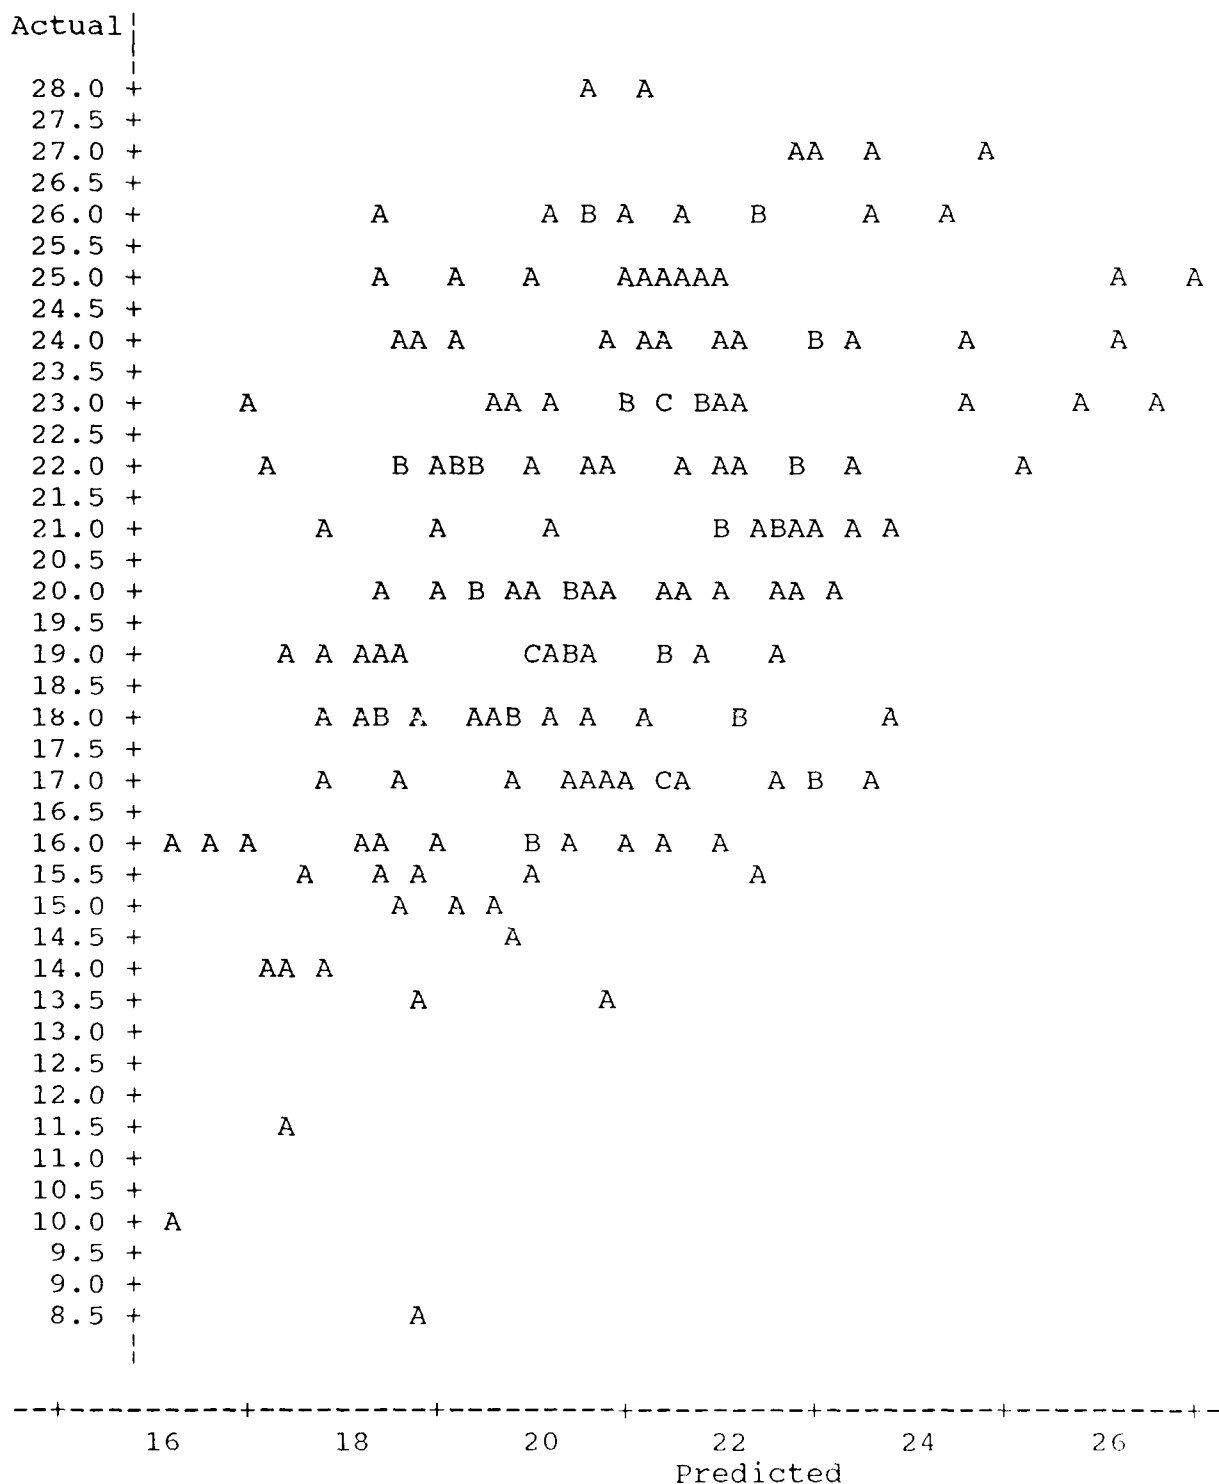 Actual
28.0 + A A
27.5 +
27.0 + AA A A
26.5 +
26.0 + A A B A A B A A
25.5 +
25.0 + A A A AAAAAA A A
24.5 +
24.0 + AA A A AA AA B A A A
23.5 +
23.0 + A AA A B C BAA A A A
22.5 +
22.0 + A B ABB A AA A AA B A A
21.5 +
21.0 + A A A B ABAA A A
20.5 +
20.0 + A A B AA BAA AA A AA A
19.5 +
19.0 + A A AAA CABA B A A
18.5 +
18.0 + A AB A AAB A A A B A
17.5 +
17.0 + A A A AAAA CA A B A
16.5 +
16.0 + A A A AA A B A A A A
15.5 + A A A A A
15.0 + A A A
14.5 + A
14.0 + AA A
13.5 + A A
13.0 +
12.5 +
12.0 +
11.5 + A
11.0 +
10.5 +
10.0 + A
9.5 +
9.0 +
8.5 + A
--+---------+---------+---------+---------+---------+---------+-
16 18 20 22 24 26
Predicted